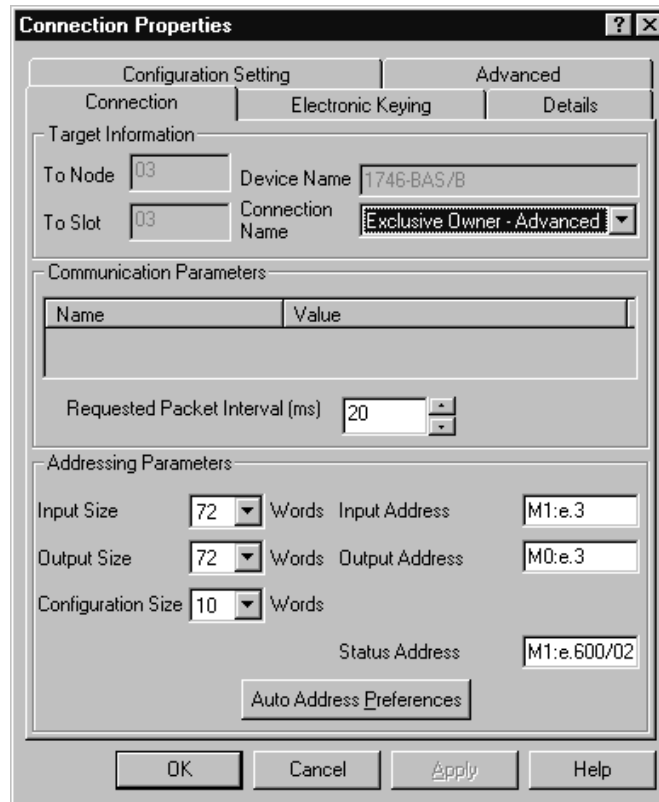 Connection Properties
? ×
Configuration Setting Advanced
Connection Electronic Keying Details
Target Information
To Node 03 Device Name 1746-BAS/B
To Slot 03 Connection Name Exclusive Owner - Advanced
Communication Parameters
Name Value
Requested Packet Interval (ms) 20
Addressing Parameters
Input Size 72 Words Input Address M1:e.3
Output Size 72 Words Output Address M0:e.3
Configuration Size 10 Words
Status Address M1:e.600/02
Auto Address Preferences
OK Cancel Apply Help